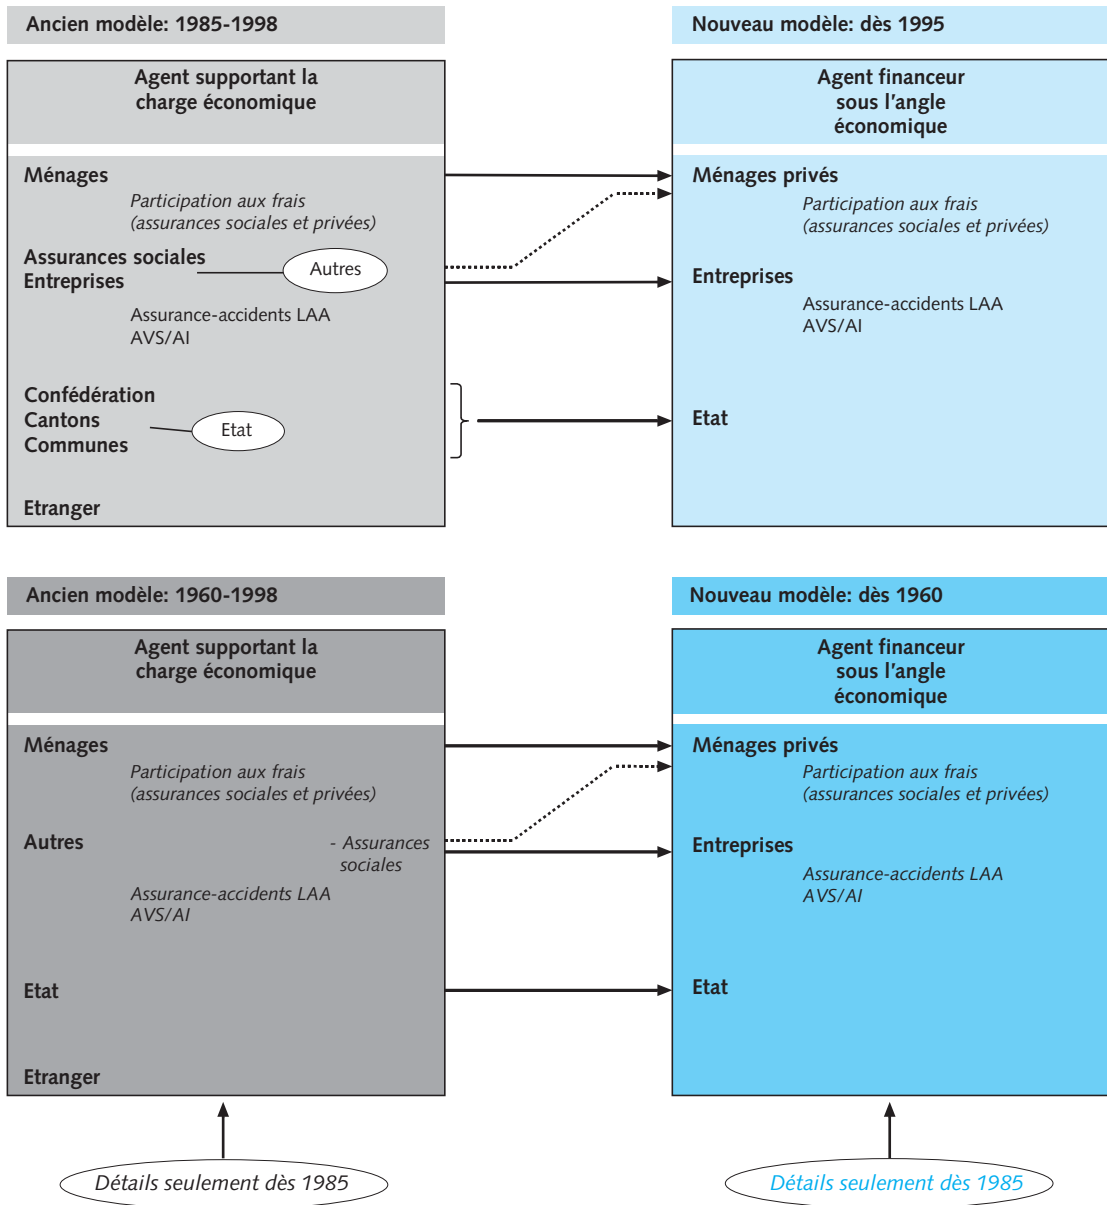 Ancien modèle: 1985-1998
Nouveau modèle: dès 1995
Agent supportant la
charge économique
Agent financeur
sous l'angle
économique
Ménages
Participation aux frais
(assurances sociales et privées)
Assurances sociales
Entreprises
Autres
Assurance-accidents LAA
AVS/AI
Confédération
Cantons
Communes
Etat
Etranger
Ménages privés
Participation aux frais
(assurances sociales et privées)
Entreprises
Assurance-accidents LAA
AVS/AI
Etat
Ancien modèle: 1960-1998
Nouveau modèle: dès 1960
Agent supportant la
charge économique
Agent financeur
sous l'angle
économique
Ménages
Participation aux frais
(assurances sociales et privées)
Autres
- Assurances
sociales
Assurance-accidents LAA
AVS/AI
Etat
Etranger
Ménages privés
Participation aux frais
(assurances sociales et privées)
Entreprises
Assurance-accidents LAA
AVS/AI
Etat
Détails seulement dès 1985
Détails seulement dès 1985